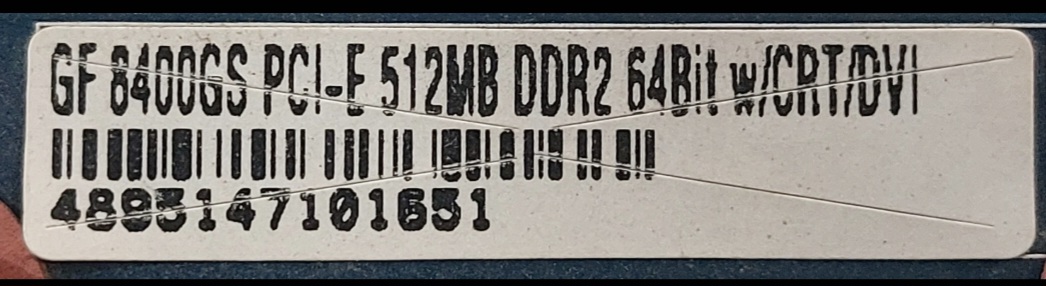 GF 8400GS PCI-E 512MB DDR2 64Bit w/CRT/DVI
4895147101651